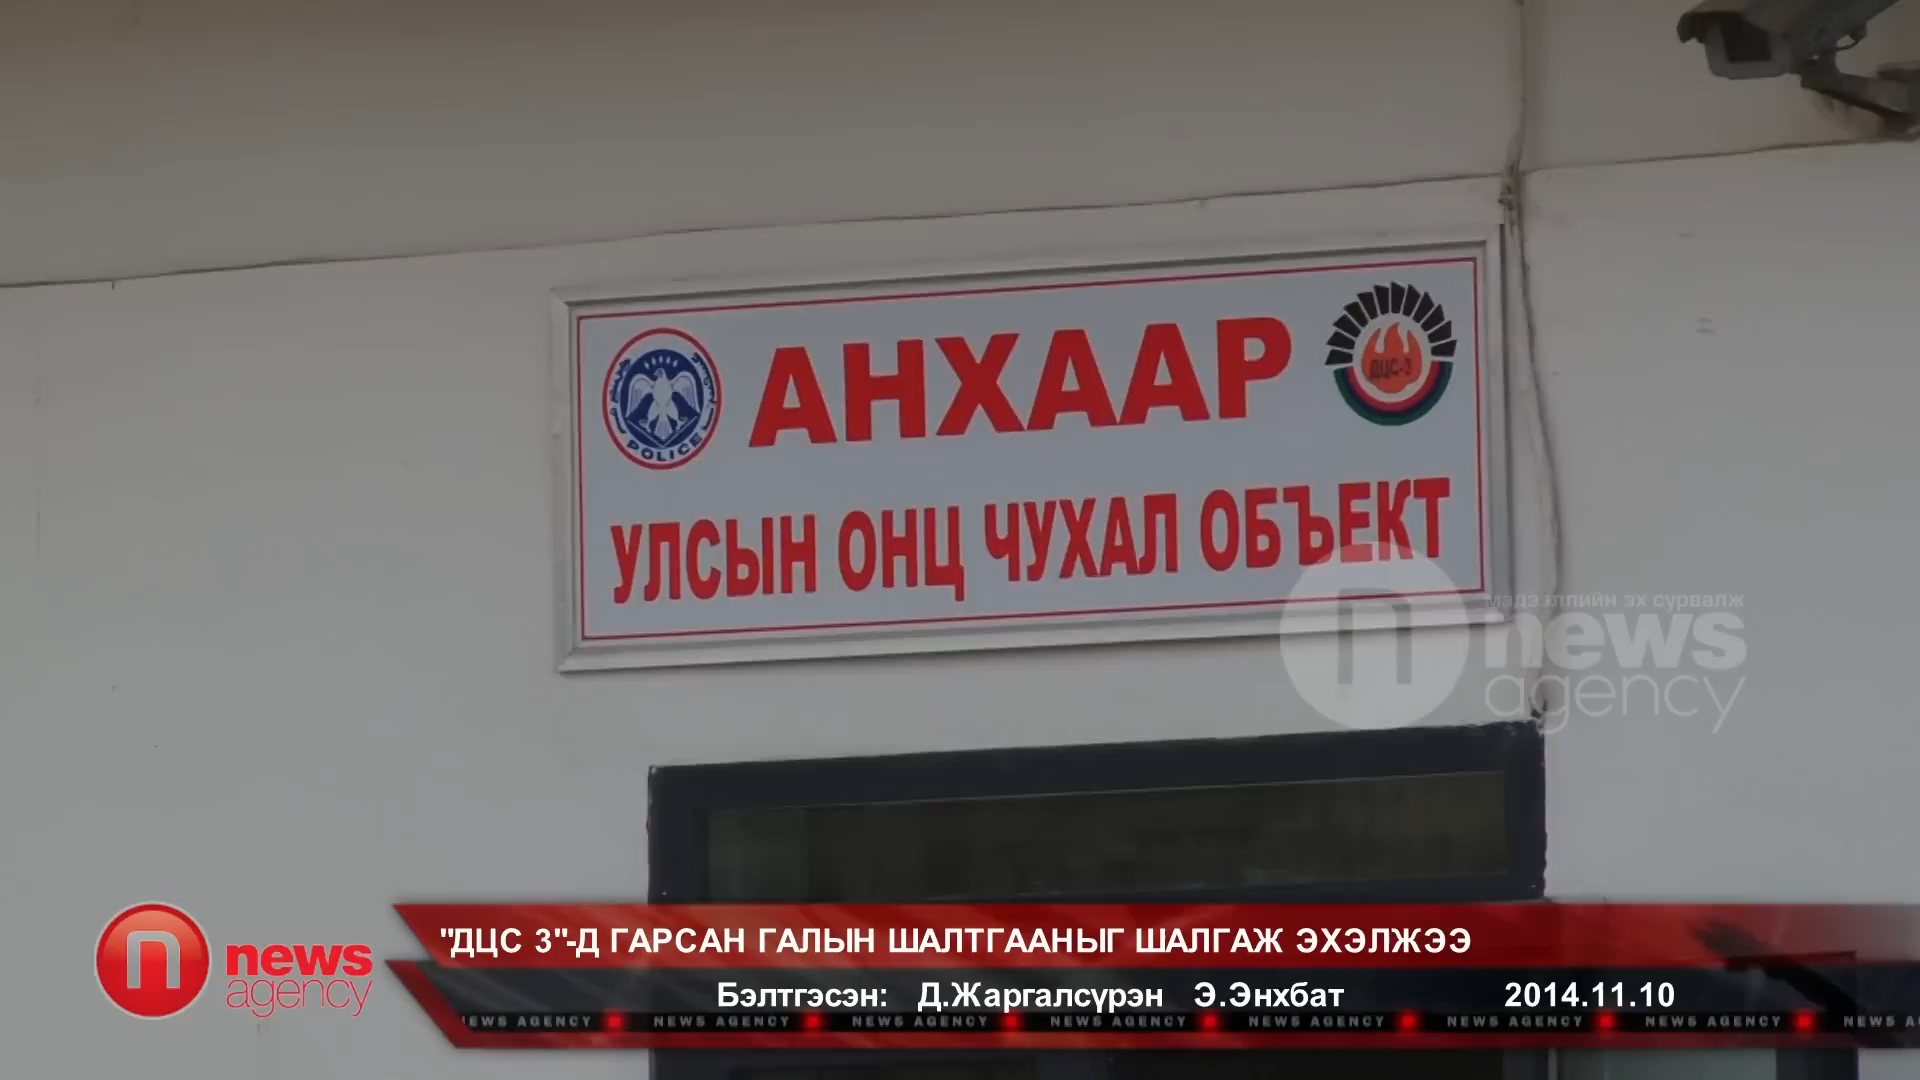 АНХААР
POLICE
ДЦС-3
УЛСЫН ОНЦ ЧУХАЛ ОБЪЕКТ
мэдээллийн эх сурвалж
n news
agency
"ДЦС 3"-Д ГАРСАН ГАЛЫН ШАЛТГААНЫГ ШАЛГАЖ ЭХЭЛЖЭЭ
n news
agency
Бэлтгэсэн: Д.Жаргалсүрэн Э.Энхбат 2014.11.10
NEWS AGENCY NEWS AGENCY NEWS AGENCY NEWS AGENCY NEWS AGENCY NEWS AGENCY NEWS AGENCY NEWS A